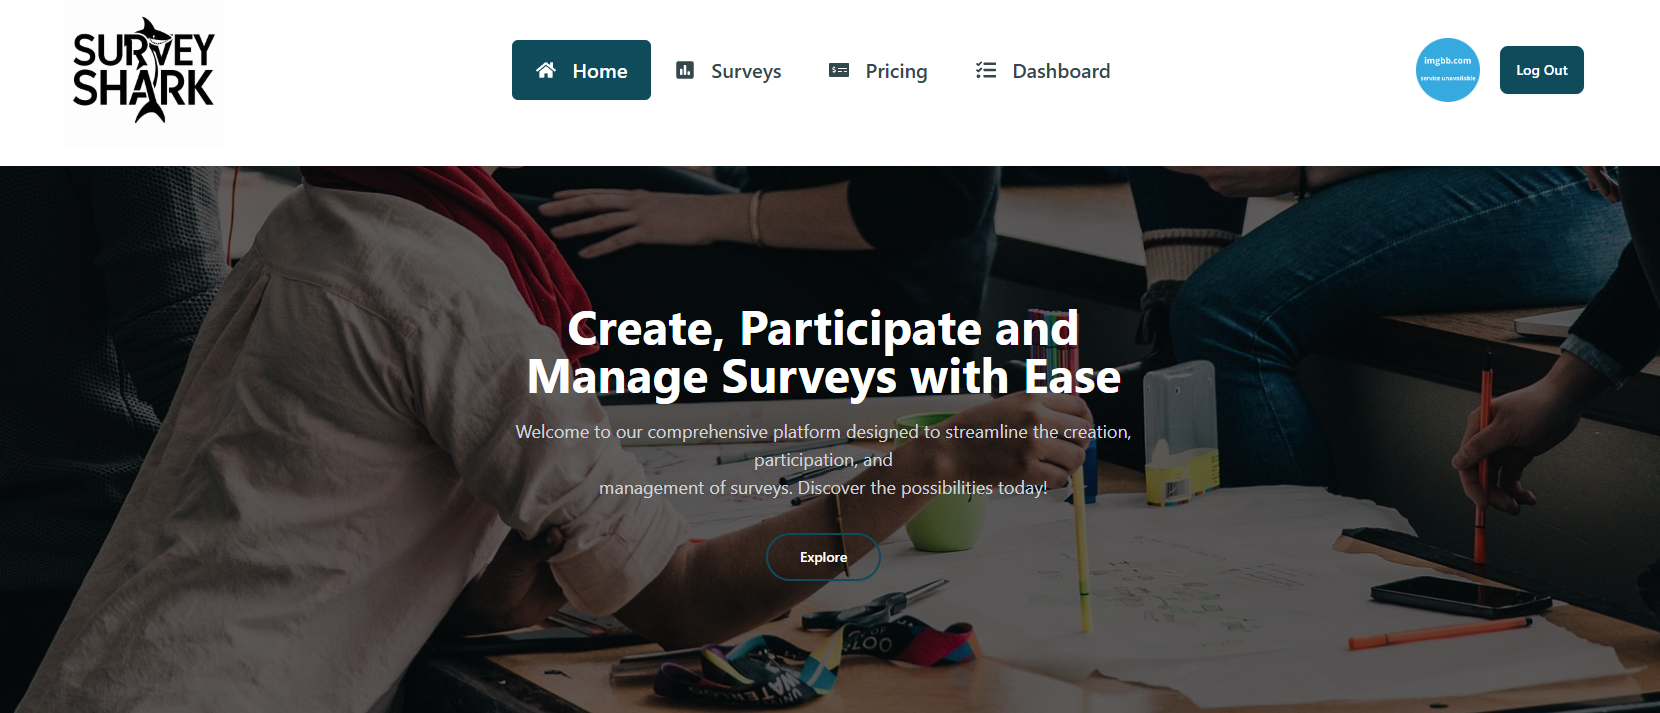 SURVEY
SHARK
Home
Surveys
Pricing
Dashboard
imgbb.com
service unavailable
Log Out
Create, Participate and
Manage Surveys with Ease
Welcome to our comprehensive platform designed to streamline the creation,
participation, and
management of surveys. Discover the possibilities today!
Explore
WATERLOO